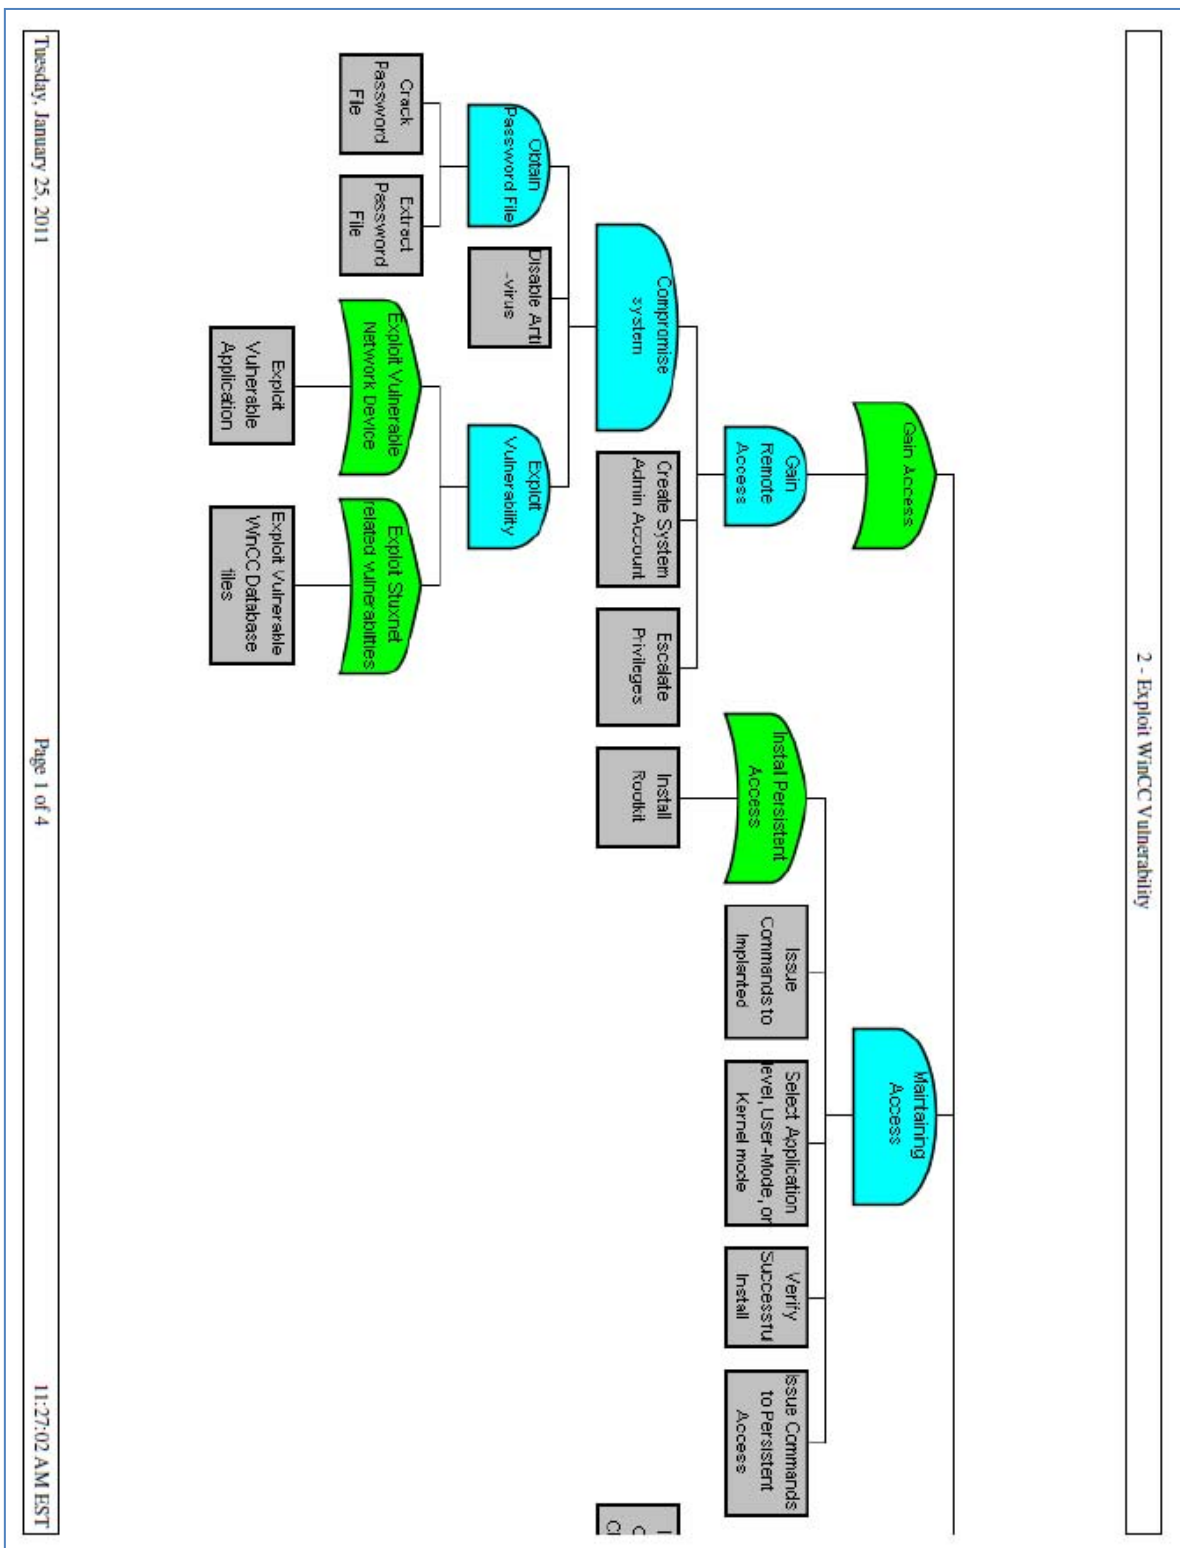 2 - Exploit WinCC Vulnerability
Gain Access
Maintaining
Access
Gain
Remote
Access
Instal Persistent
Access
Issue
Commands to
Implanted
Select Application
level, User-Mode, or
Kernel mode
Verify
Successful
Install
Issue Commands
to Persistent
Access
Compromise
system
Create System
Admin Account
Escalate
Privileges
Install
Rootkit
Obtain
Password File
Disable Anti
-virus
Exploit
Vulnerability
Crack
Password
File
Extract
Password
File
Exploit Vulnerable
Network Device
Exploit Stuxnet
related vulnerabilities
Exploit
Vulnerable
Application
Exploit Vulnerable
WinCC Database
files
Tuesday, January 25, 2011
Page 1 of 4
11:27:02 AM EST